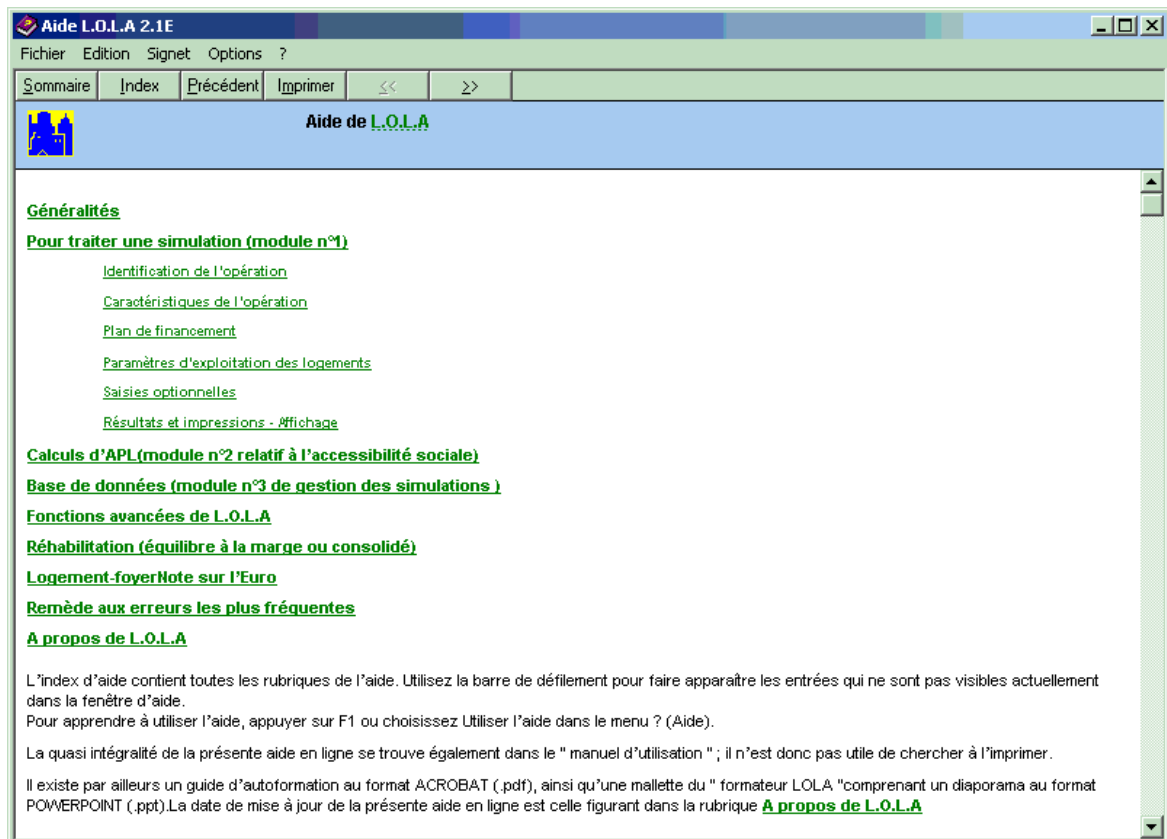 Aide L.O.L.A 2.1E
Fichier Edition Signet Options ?
Sommaire Index Précédent Imprimer << >>
Aide de L.O.L.A
Généralités
Pour traiter une simulation (module n°1)
Identification de l'opération
Caractéristiques de l'opération
Plan de financement
Paramètres d'exploitation des logements
Saisies optionnelles
Résultats et impressions - Affichage
Calculs d'APL(module n°2 relatif à l'accessibilité sociale)
Base de données (module n°3 de gestion des simulations )
Fonctions avancées de L.O.L.A
Réhabilitation (équilibre à la marge ou consolidé)
Logement-foyerNote sur l'Euro
Remède aux erreurs les plus fréquentes
A propos de L.O.L.A
L'index d'aide contient toutes les rubriques de l'aide. Utilisez la barre de défilement pour faire apparaître les entrées qui ne sont pas visibles actuellement
dans la fenêtre d'aide.
Pour apprendre à utiliser l'aide, appuyer sur F1 ou choisissez Utiliser l'aide dans le menu ? (Aide).
La quasi intégralité de la présente aide en ligne se trouve également dans le " manuel d'utilisation " ; il n'est donc pas utile de chercher à l'imprimer.
Il existe par ailleurs un guide d'autoformation au format ACROBAT (.pdf), ainsi qu'une mallette du " formateur LOLA "comprenant un diaporama au format
POWERPOINT (.ppt).La date de mise à jour de la présente aide en ligne est celle figurant dans la rubrique A propos de L.O.L.A